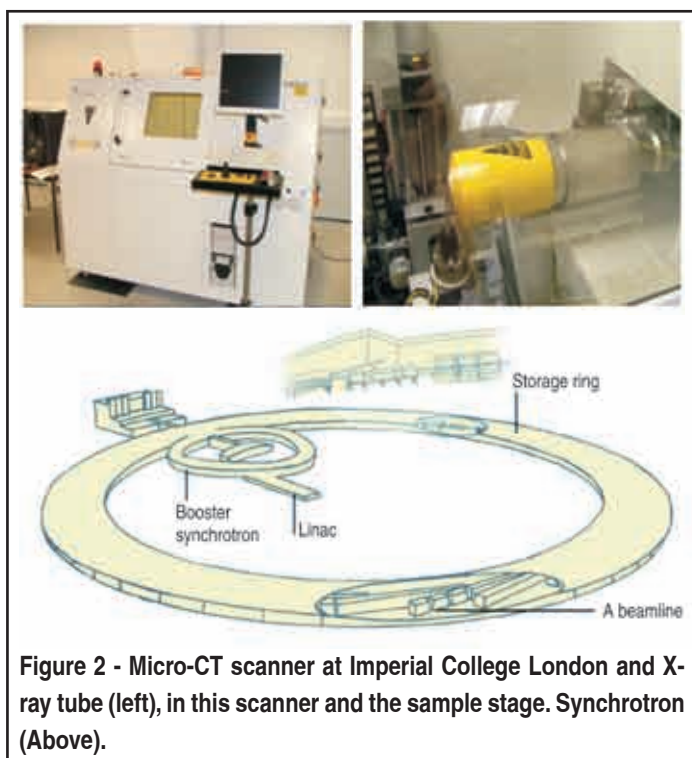 Storage ring
Booster
synchrotron
Linac
A beamline
Figure 2 - Micro-CT scanner at Imperial College London and X-
ray tube (left), in this scanner and the sample stage. Synchrotron
(Above).